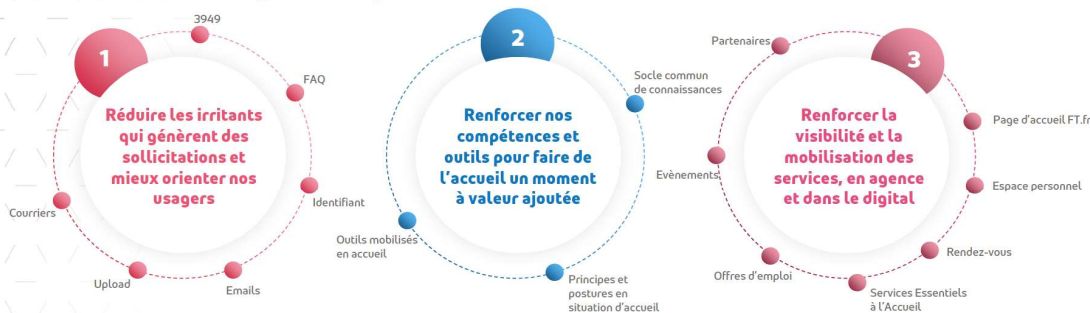 1
3949
FAQ
Réduire les irritants
qui génèrent des
sollicitations et
mieux orienter nos
usagers
Identifiant
Emails
Upload
Courriers
2
Socle commun
de connaissances
Renforcer nos
compétences et
outils pour faire de
l'accueil un moment
à valeur ajoutée
Outils mobilisés
en accueil
Principes et
postures en
situation d'accueil
3
Partenaires
Renforcer la
visibilité et la
mobilisation des
services, en agence
et dans le digital
Page d'accueil FT.fr
Espace personnel
Rendez-vous
Services Essentiels
à l'Accueil
Offres d'emploi
Evènements